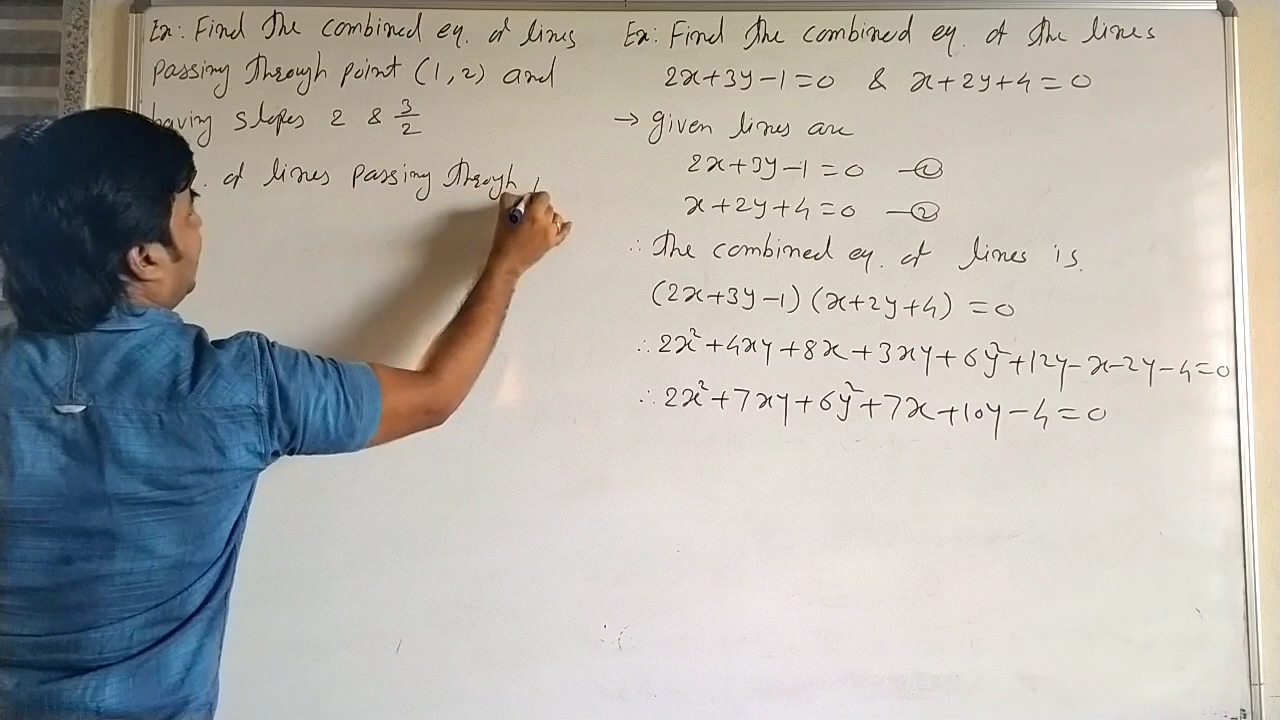 Ex: Find the combined eq. of lines
passing through point (1,2) and
having slopes 2 & 3/2
of lines passing through
Ex: Find the combined eq. of the lines
2x+3y-1=0 & x+2y+4=0
→ given lines are
2x+3y-1=0 -①
x+2y+4=0 -②
∴ The combined eq. of lines is.
(2x+3y-1)(x+2y+4)=0
∴ 2x²+4xy+8x+3xy+6y²+12y-x-2y-4=0
∴ 2x²+7xy+6y²+7x+10y-4=0